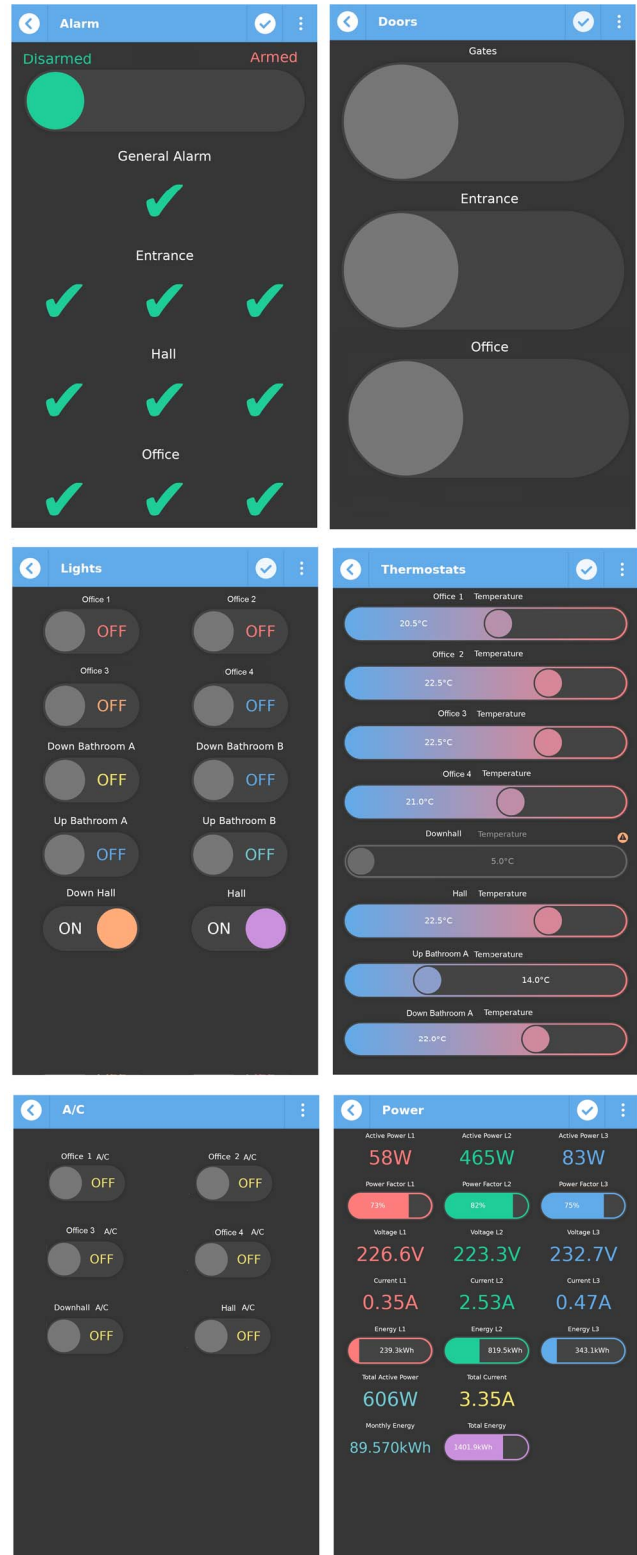 Alarm
Disarmed Armed
General Alarm
Entrance
Hall
Office
Doors
Gates
Entrance
Office
Lights
Office 1 Office 2
OFF OFF
Office 3 Office 4
OFF OFF
Down Bathroom A Down Bathroom B
OFF OFF
Up Bathroom A Up Bathroom B
OFF OFF
Down Hall Hall
ON ON
Thermostats
Office 1 Temperature
20.5°C
Office 2 Temperature
22.5°C
Office 3 Temperature
22.5°C
Office 4 Temperature
21.0°C
Downhall Temperature
5.0°C
Hall Temperature
22.5°C
Up Bathroom A Temperature
14.0°C
Down Bathroom A Temperature
22.0°C
A/C
Office 1 A/C Office 2 A/C
OFF OFF
Office 3 A/C Office 4 A/C
OFF OFF
Downhall A/C Hall A/C
OFF OFF
Power
Active Power L1 Active Power L2 Active Power L3
58W 465W 83W
Power Factor L1 Power Factor L2 Power Factor L3
73% 82% 75%
Voltage L1 Voltage L2 Voltage L3
226.6V 223.3V 232.7V
Current L1 Current L2 Current L3
0.35A 2.53A 0.47A
Energy L1 Energy L2 Energy L3
239.3kWh 819.5kWh 343.1kWh
Total Active Power Total Current
606W 3.35A
Monthly Energy Total Energy
89.570kWh 1401.9kWh